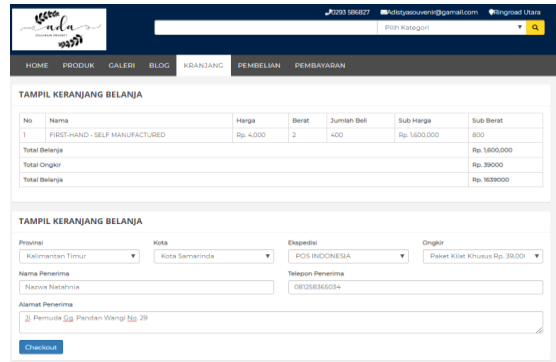 0293 586827 Adistyasouvenir@gamail.com Ringroad Utara
ada
Pilih Kategori
HOME PRODUK GALERI BLOG KRANJANG PEMBELIAN PEMBAYARAN
TAMPIL KERANJANG BELANJA
No Nama Harga Berat Jumlah Beli Sub Harga Sub Berat
1 FIRST-HAND - SELF MANUFACTURED Rp. 4,000 2 400 Rp. 1,600,000 800
Total Belanja Rp. 1,600,000
Total Ongkir Rp. 39000
Total Belanja Rp. 1639000
TAMPIL KERANJANG BELANJA
Provinsi Kota Ekspedisi Ongkir
Kalimantan Timur Kota Samarinda POS INDONESIA Paket Kilat Khusus Rp. 39,00
Nama Penerima Telepon Penerima
Nazwa Natahnia 081258365034
Alamat Penerima
Jl. Pemuda Gg. Pandan Wangi No. 29
Checkout